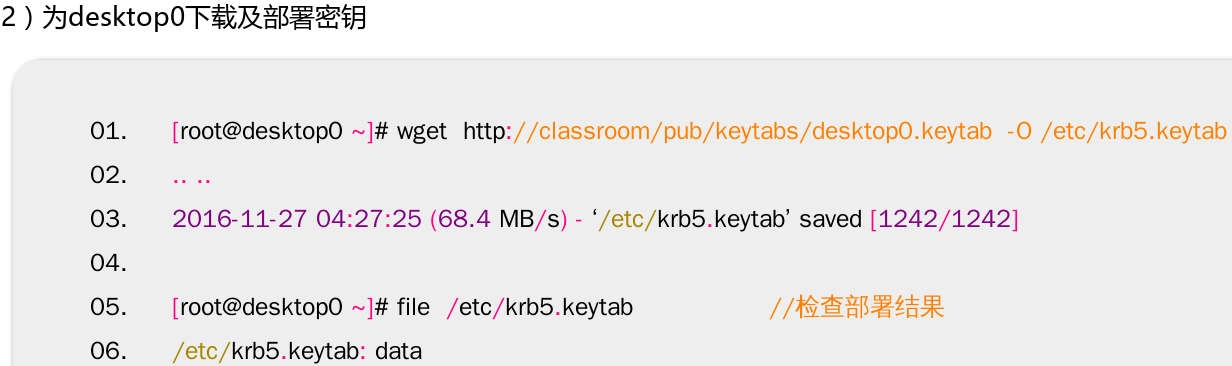 2）为desktop0下载及部署密钥
01. [root@desktop0 ~]# wget http://classroom/pub/keytabs/desktop0.keytab -O /etc/krb5.keytab
02. .. ..
03. 2016-11-27 04:27:25 (68.4 MB/s) - ‘/etc/krb5.keytab’ saved [1242/1242]
04.
05. [root@desktop0 ~]# file /etc/krb5.keytab //检查部署结果
06. /etc/krb5.keytab: data